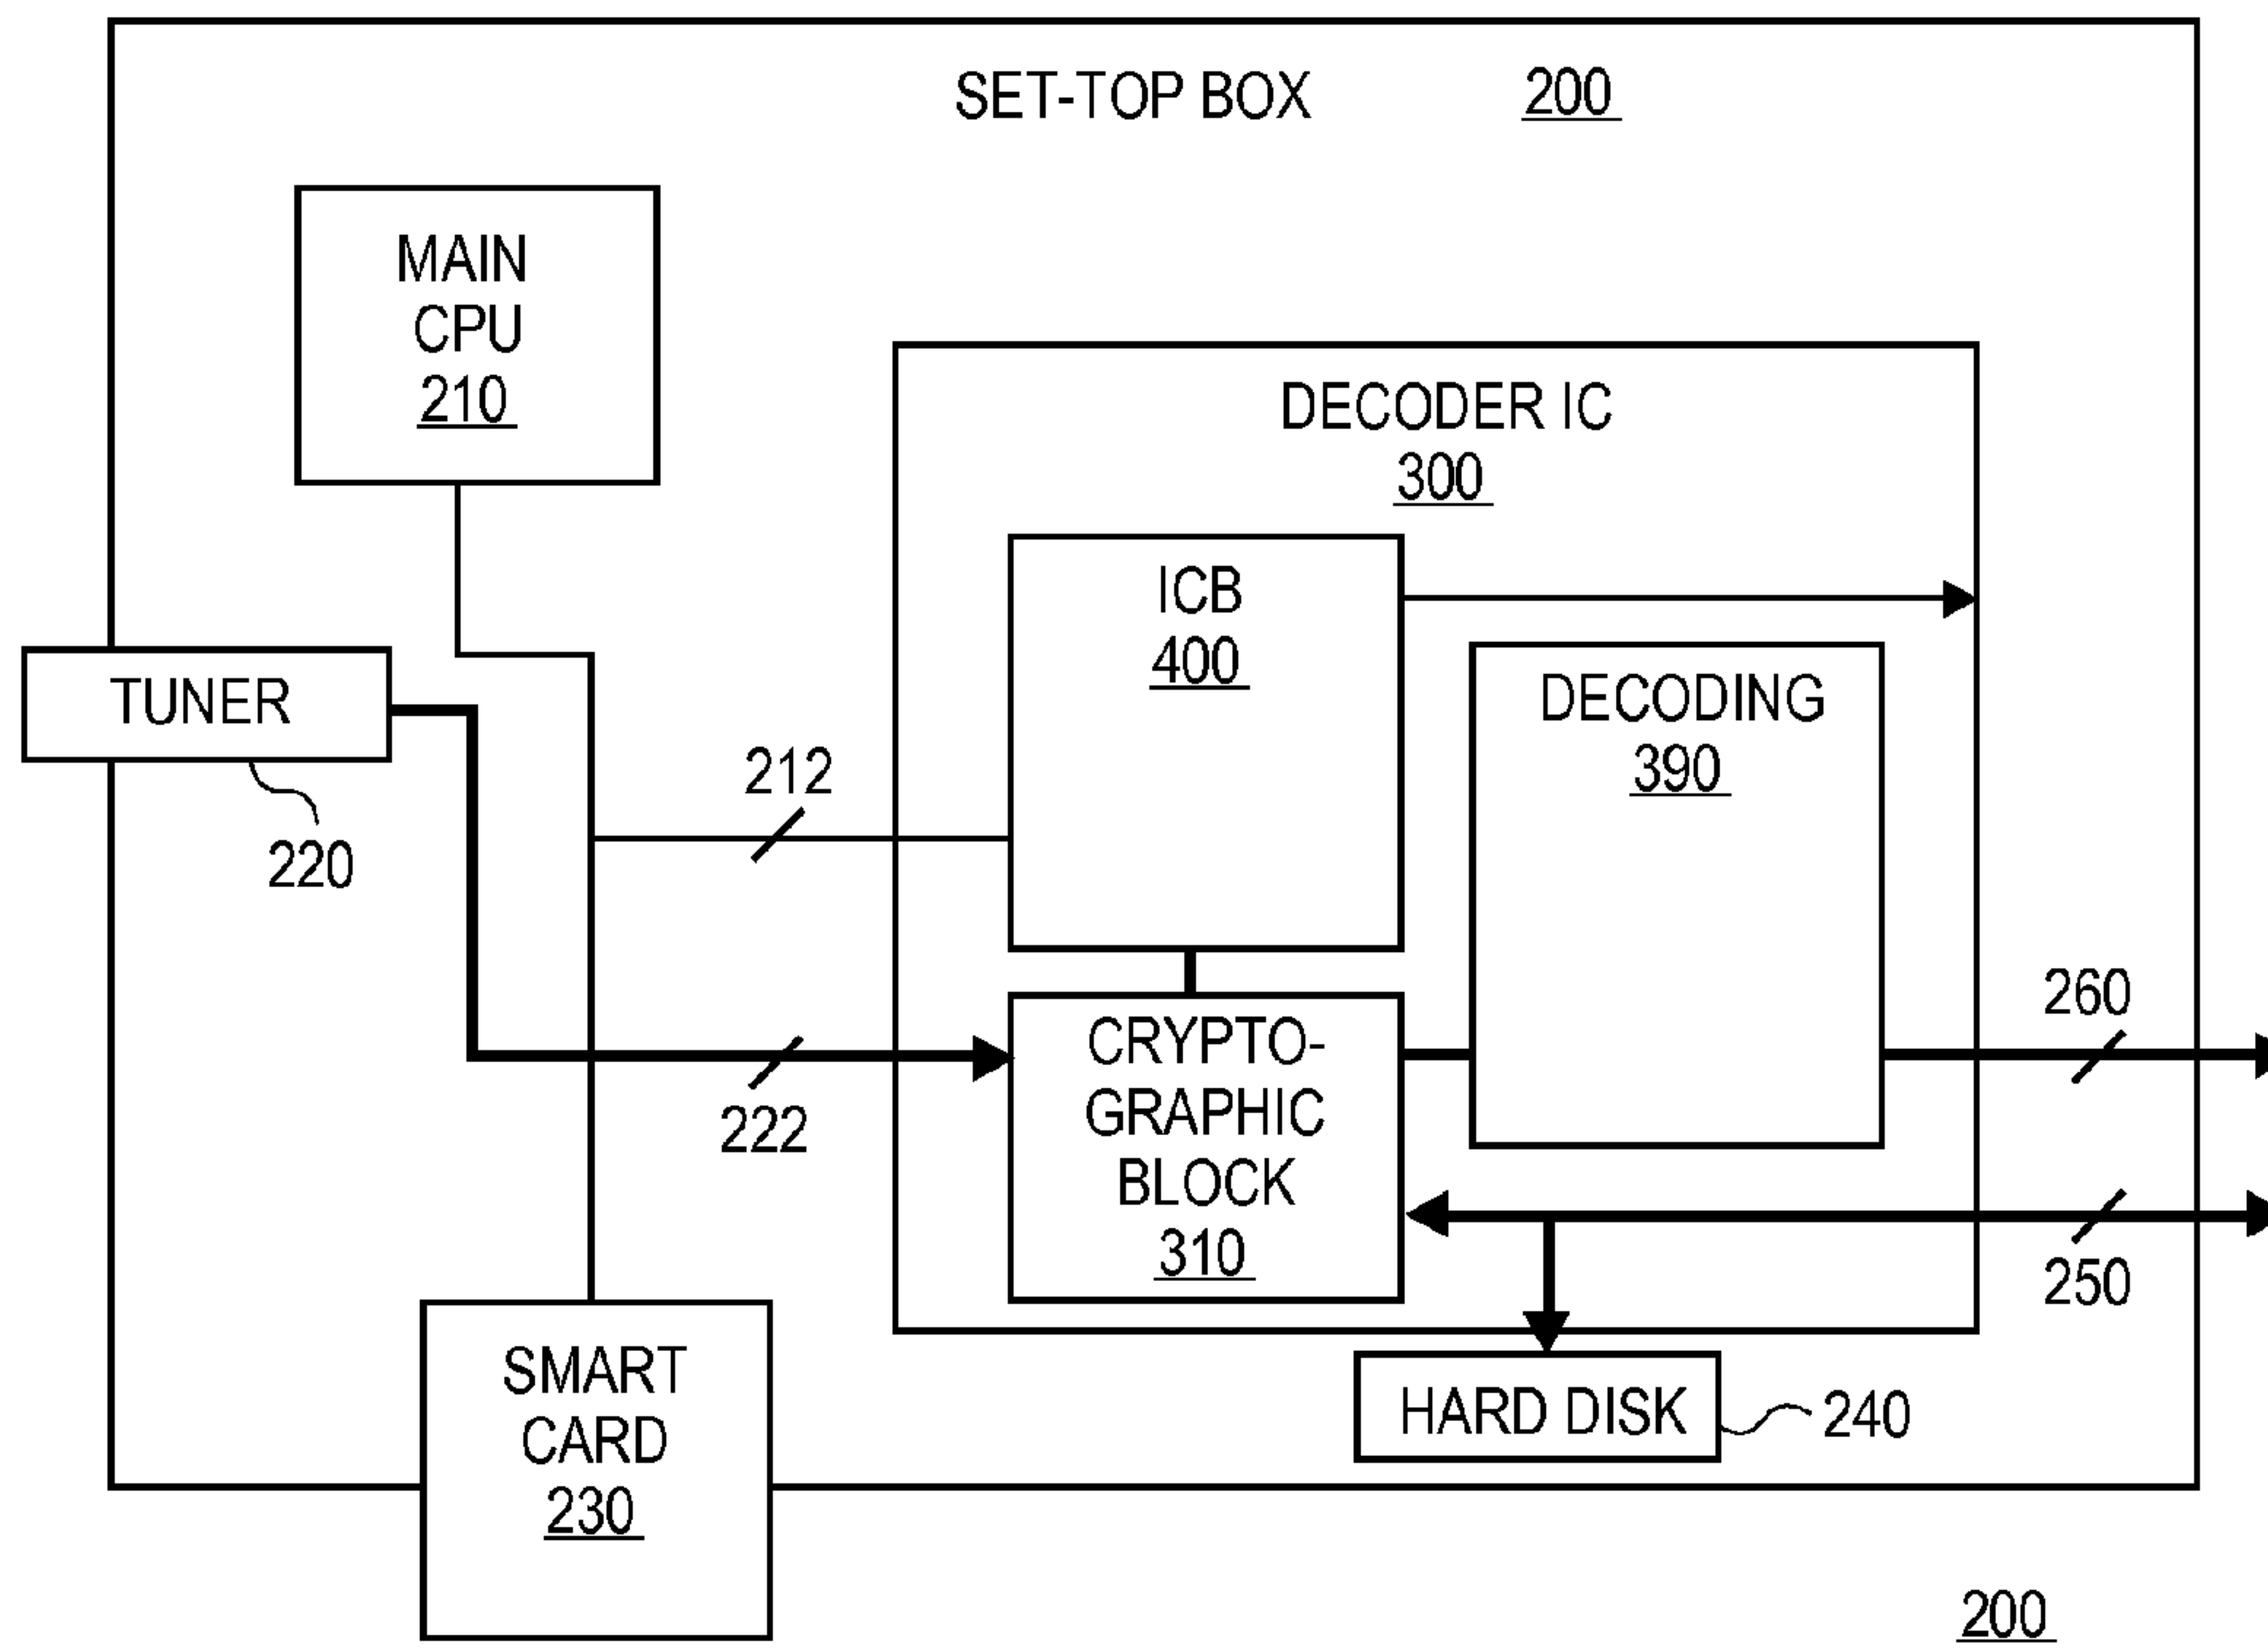 SET-TOP BOX 200
MAIN
CPU
210
DECODER IC
300
ICB
400
TUNER
220
212
DECODING
390
222
CRYPTO-
GRAPHIC
BLOCK
310
260
250
SMART
CARD
230
HARD DISK
240
200